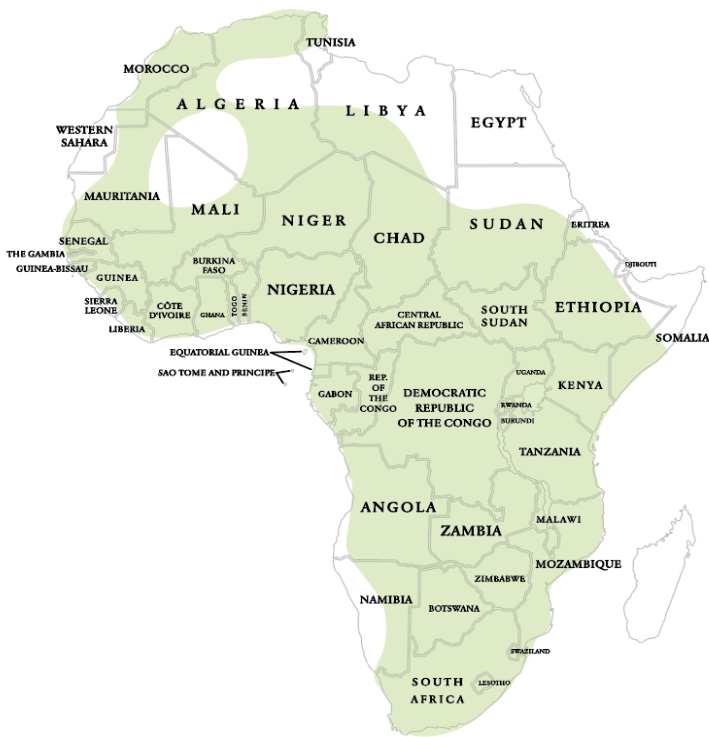 TUNISIA
MOROCCO
ALGERIA
LIBYA
EGYPT
WESTERN
SAHARA
MAURITANIA
MALI
NIGER
CHAD
SUDAN
ERITREA
SENEGAL
THE GAMBIA
GUINEA-BISSAU
GUINEA
BURKINA
FASO
DJIBOUTI
NIGERIA
SIERRA
LEONE
CÔTE
D'IVOIRE
GHANA
TOGO
BENIN
LIBERIA
CENTRAL
AFRICAN REPUBLIC
SOUTH
SUDAN
ETHIOPIA
SOMALIA
CAMEROON
EQUATORIAL GUINEA
SAO TOME AND PRINCIPE
GABON
REP.
OF
THE
CONGO
DEMOCRATIC
REPUBLIC
OF THE CONGO
UGANDA
KENYA
RWANDA
BURUNDI
TANZANIA
ANGOLA
ZAMBIA
MALAWI
MOZAMBIQUE
ZIMBABWE
NAMIBIA
BOTSWANA
SWAZILAND
SOUTH
AFRICA
LESOTHO